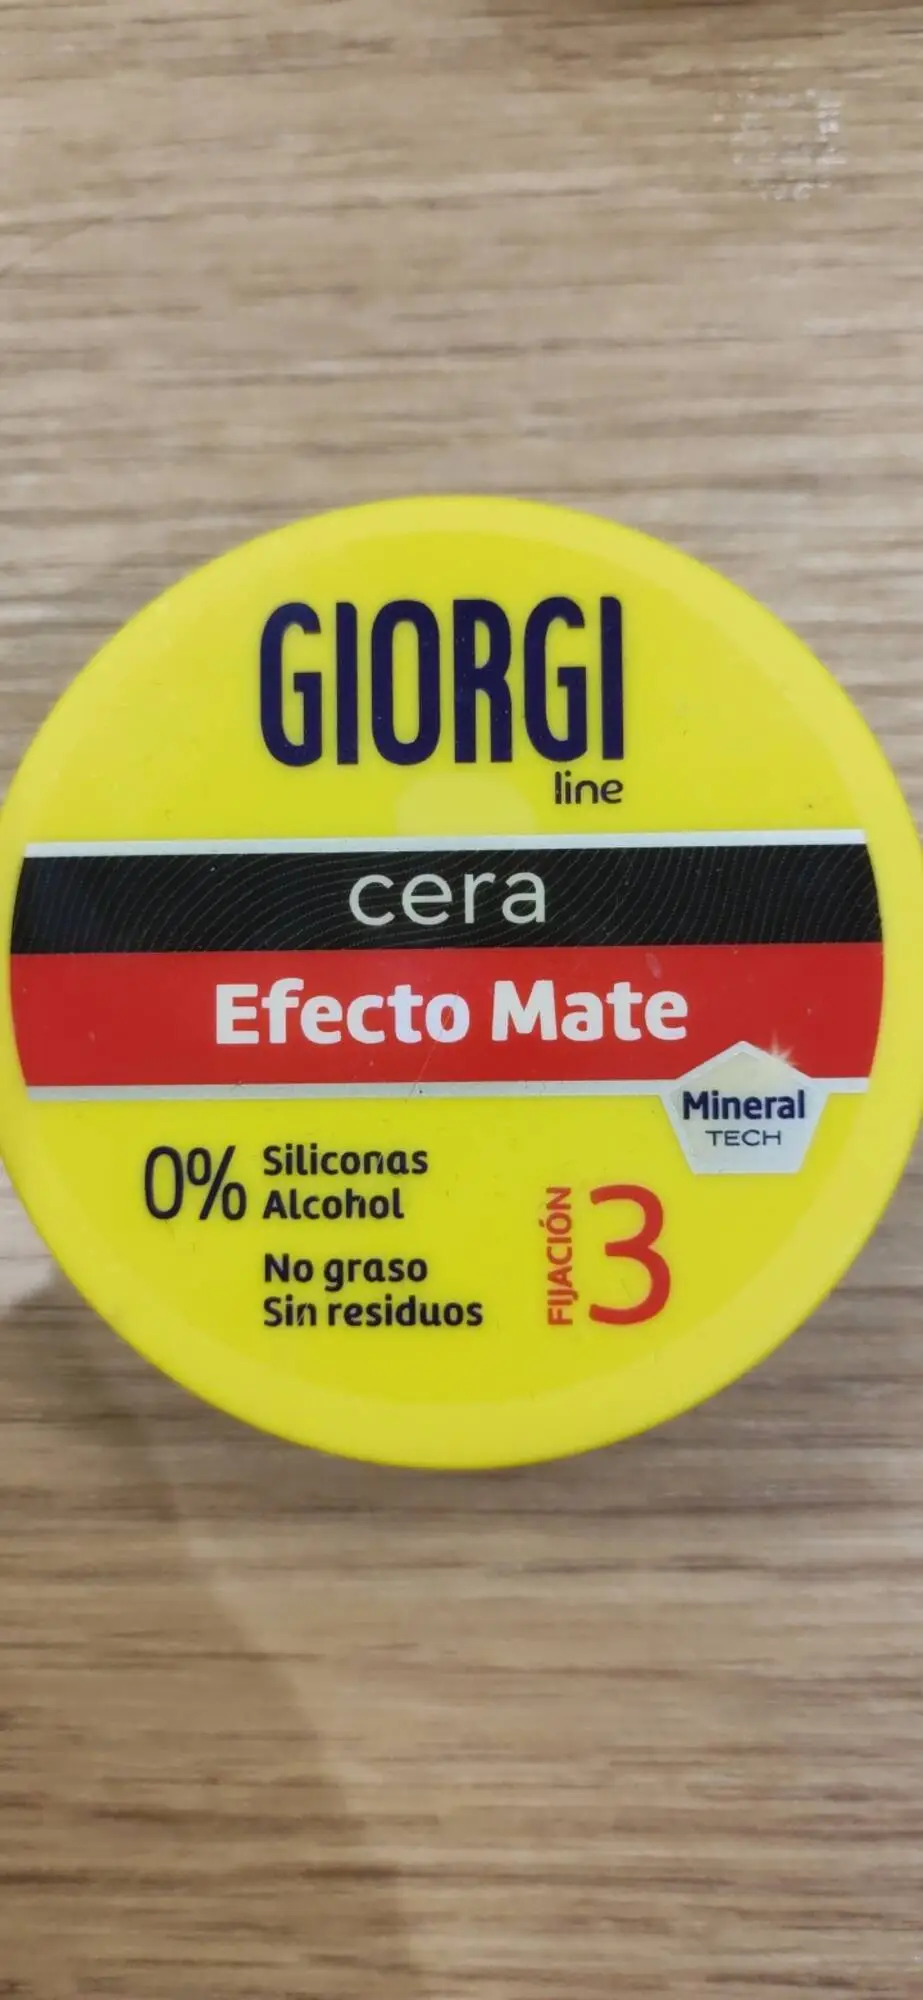 GIORGI
line
cera
Efecto Mate
Mineral
TECH
0% Siliconas
Alcohol
No graso
Sin residuos
FIJACIÓN 3